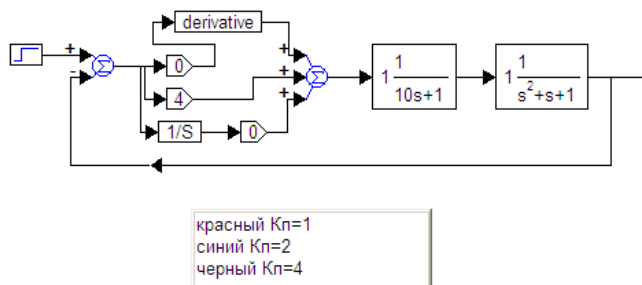 derivative
+
+
-
Σ
0
+
Σ
4
+
1/S
0
+
1 1
10s+1
1 1
s²+s+1
красный Кп=1
синий Кп=2
черный Кп=4